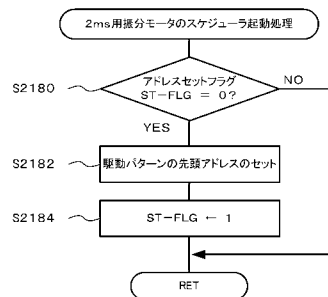 2ms用振分モータのスケジューラ起動処理
S2180
アドレスセットフラグ
ST-FLG = 0?
NO
YES
S2182
駆動パターンの先頭アドレスのセット
S2184
ST-FLG ← 1
RET